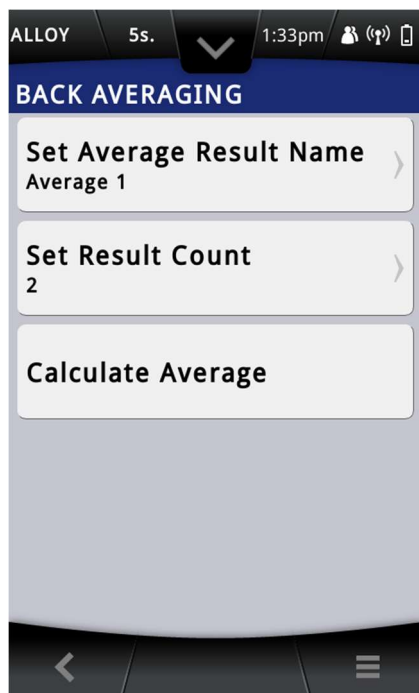 ALLOY 5s. 1:33pm
BACK AVERAGING
Set Average Result Name
Average 1
Set Result Count
2
Calculate Average